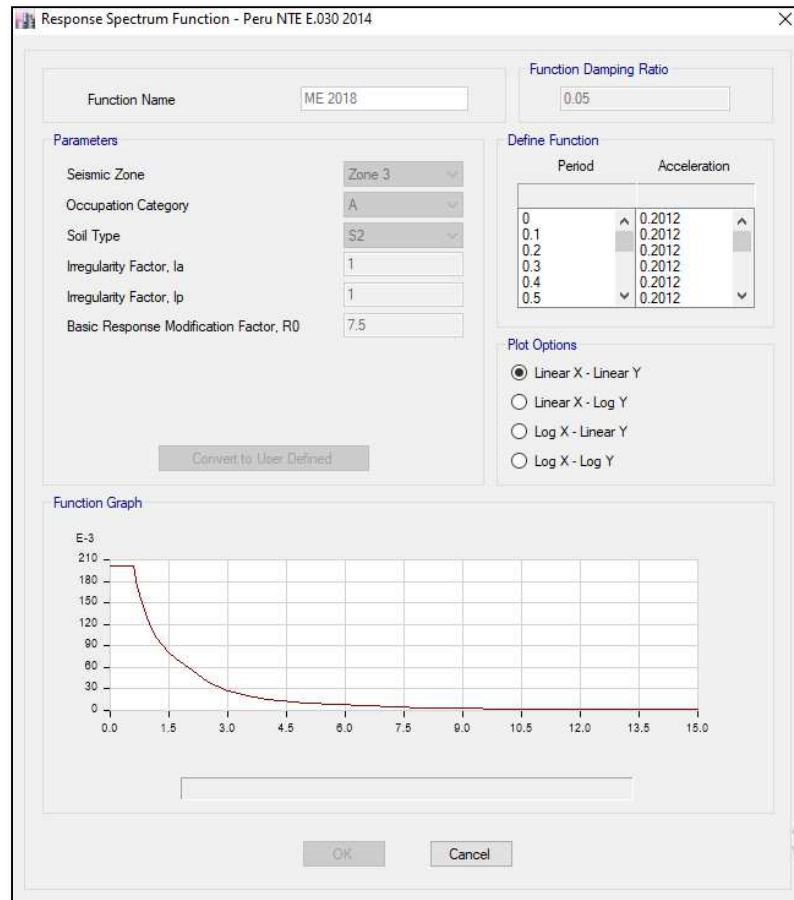 Response Spectrum Function - Peru NTE E.030 2014
Function Name
ME 2018
Function Damping Ratio
0.05
Parameters
Seismic Zone
Zone 3
Occupation Category
A
Soil Type
S2
Irregularity Factor, Ia
1
Irregularity Factor, Ip
1
Basic Response Modification Factor, R0
7.5
Convert to User Defined
Define Function
Period Acceleration
0 0.2012
0.1 0.2012
0.2 0.2012
0.3 0.2012
0.4 0.2012
0.5 0.2012
Plot Options
Linear X - Linear Y
Linear X - Log Y
Log X - Linear Y
Log X - Log Y
Function Graph
E-3
210
180
150
120
90
60
30
0
0.0 1.5 3.0 4.5 6.0 7.5 9.0 10.5 12.0 13.5 15.0
OK Cancel